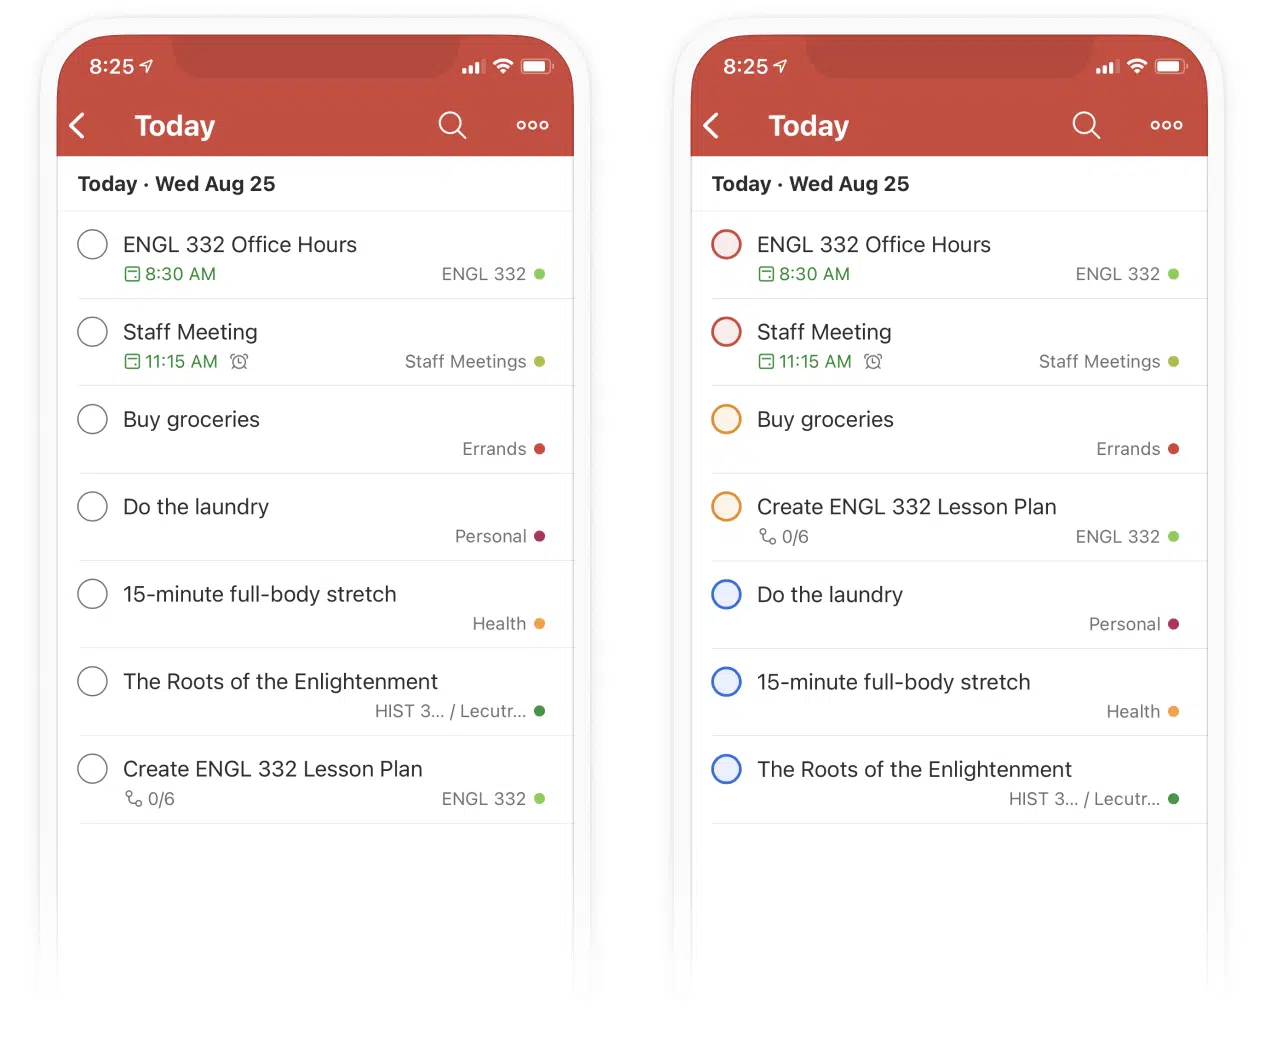 8:25
Today
Today · Wed Aug 25
ENGL 332 Office Hours
8:30 AM ENGL 332
Staff Meeting
11:15 AM Staff Meetings
Buy groceries
Errands
Do the laundry
Personal
15-minute full-body stretch
Health
The Roots of the Enlightenment
HIST 3... / Lecutr...
Create ENGL 332 Lesson Plan
0/6 ENGL 332
8:25
Today
Today · Wed Aug 25
ENGL 332 Office Hours
8:30 AM ENGL 332
Staff Meeting
11:15 AM Staff Meetings
Buy groceries
Errands
Create ENGL 332 Lesson Plan
0/6 ENGL 332
Do the laundry
Personal
15-minute full-body stretch
Health
The Roots of the Enlightenment
HIST 3... / Lecutr...